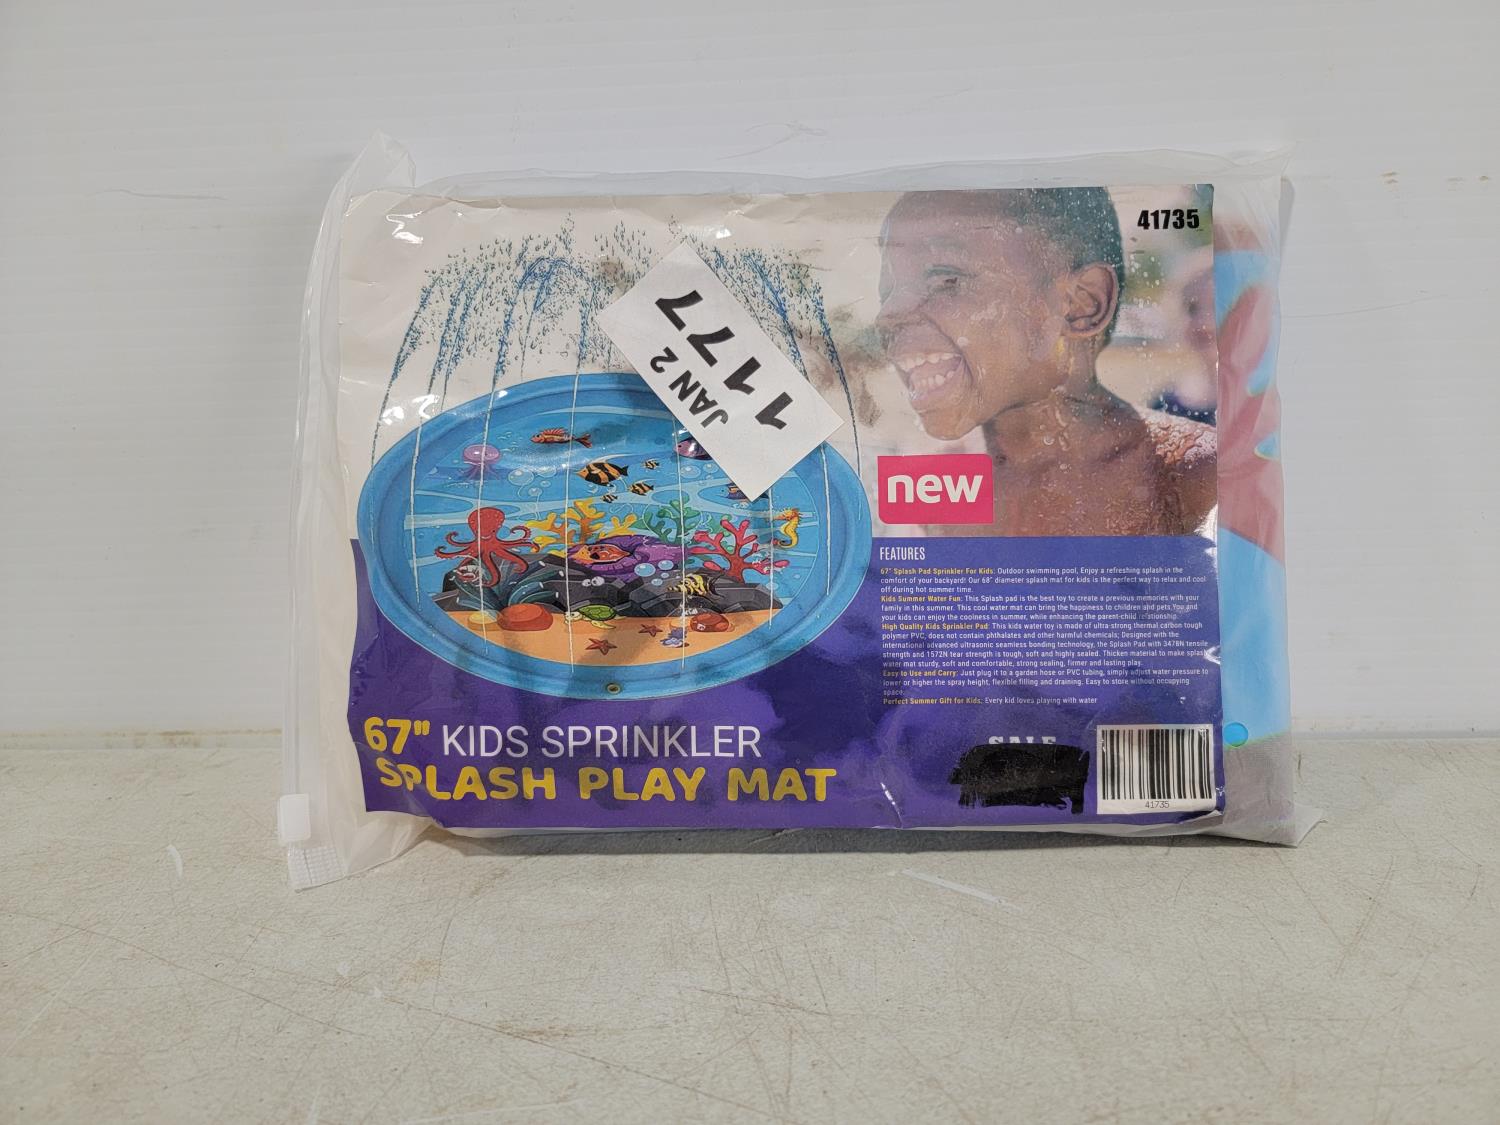 41735
JAN 2
1177
new
FEATURES
67" Splash Pad Sprinkler For Kids: Outdoor swimming pool, Enjoy a refreshing splash in the
comfort of your backyard! Our 68" diameter splash mat for kids is the perfect way to relax and cool
off during hot summer time.
Kids Summer Water Fun: This Splash pad is the best toy to create a previous memories with your
family in this summer. This cool water mat can bring the happiness to children and pets.You and
your kids can enjoy the coolness in summer, while enhancing the parent-child relationship.
High Quality Kids Sprinkler Pad: This kids water toy is made of ultra-strong thermal carbon tough
polymer PVC, does not contain phthalates and other harmful chemicals; Designed with the
international advanced ultrasonic seamless bonding technology, the Splash Pad with 3478N tensile
strength and 1572N tear strength is tough, soft and highly sealed. Thicken material to make splash
water mat sturdy, soft and comfortable, strong sealing, firmer and lasting play.
Easy to Use and Carry: Just plug it to a garden hose or PVC tubing, simply adjust water pressure to
lower or higher the spray height, flexible filling and draining. Easy to store without occupying
space.
Perfect Summer Gift for Kids: Every kid loves playing with water
67" KIDS SPRINKLER
SPLASH PLAY MAT
SALE
41735